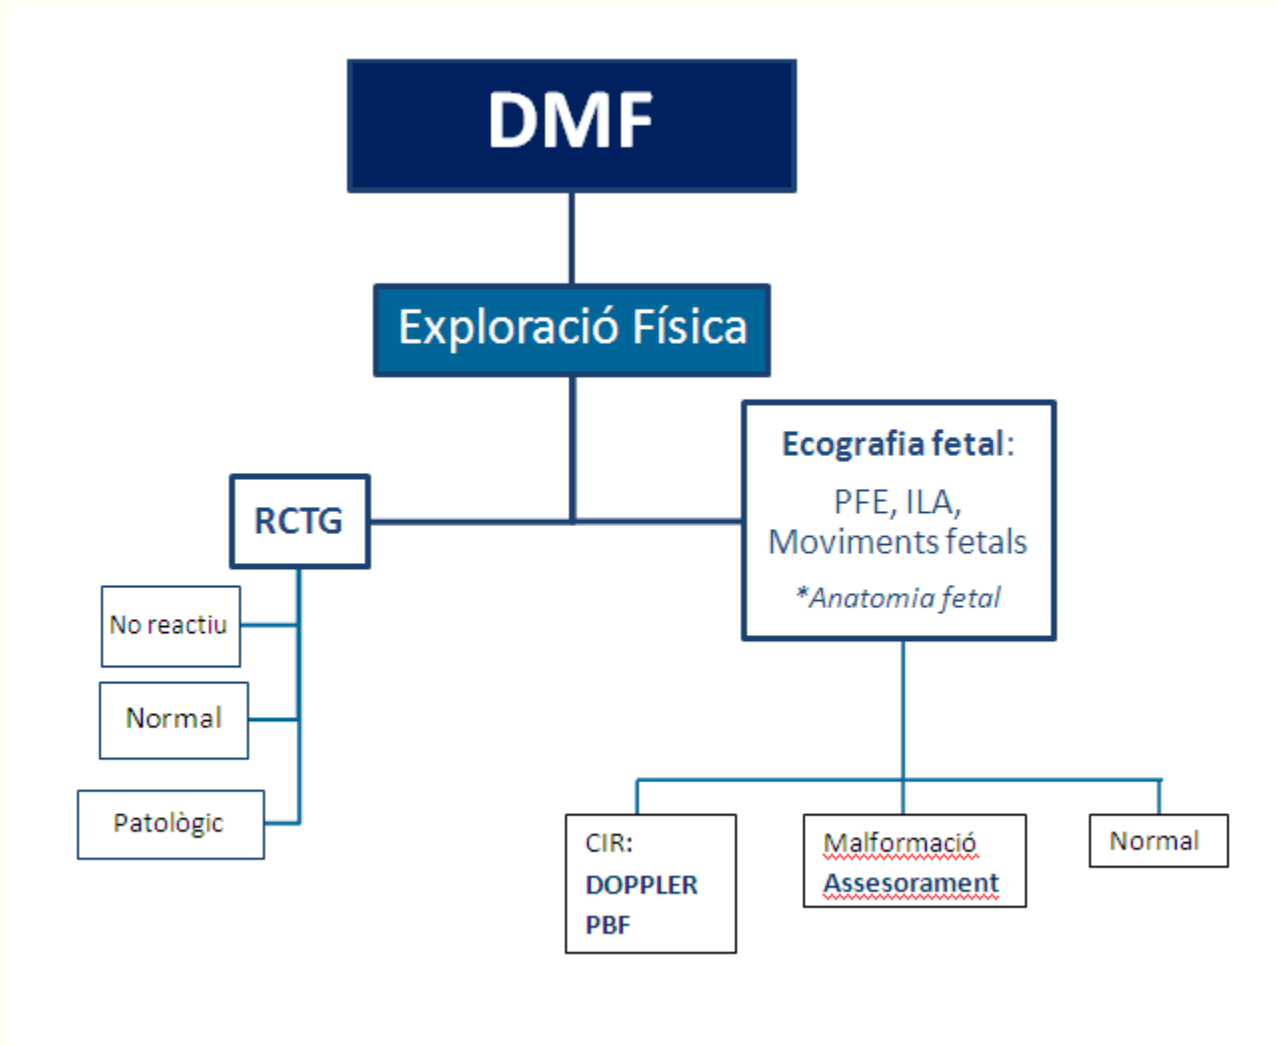 DMF
Exploració Física
Ecografia fetal:
PFE, ILA,
Moviments fetals
*Anatomia fetal
RCTG
No reactiu
Normal
Patològic
CIR:
DOPPLER
PBF
Malformació
Assesorament
Normal